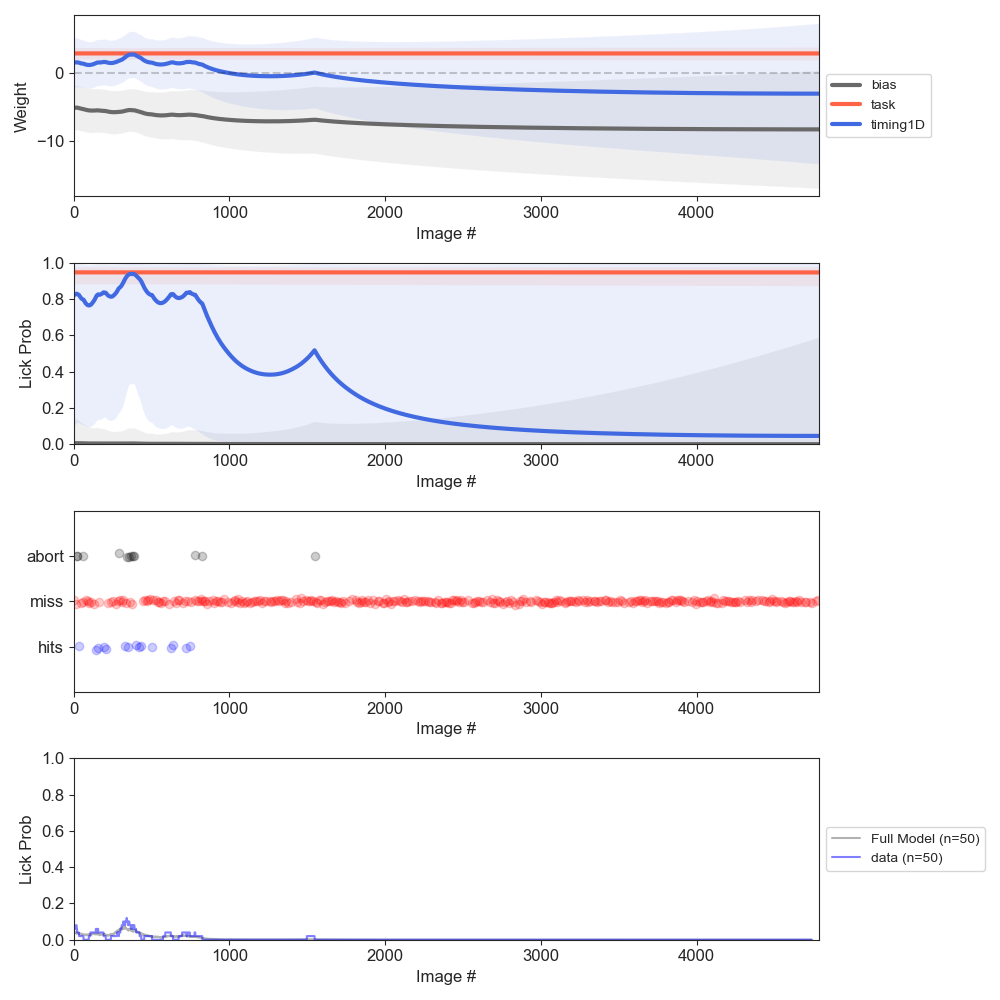 0
−10
Weight
0 1000 2000 3000 4000
Image #
bias
task
timing1D
1.0
0.8
0.6
0.4
0.2
0.0
Lick Prob
0 1000 2000 3000 4000
Image #
abort
miss
hits
0 1000 2000 3000 4000
Image #
1.0
0.8
0.6
0.4
0.2
0.0
Lick Prob
0 1000 2000 3000 4000
Image #
Full Model (n=50)
data (n=50)